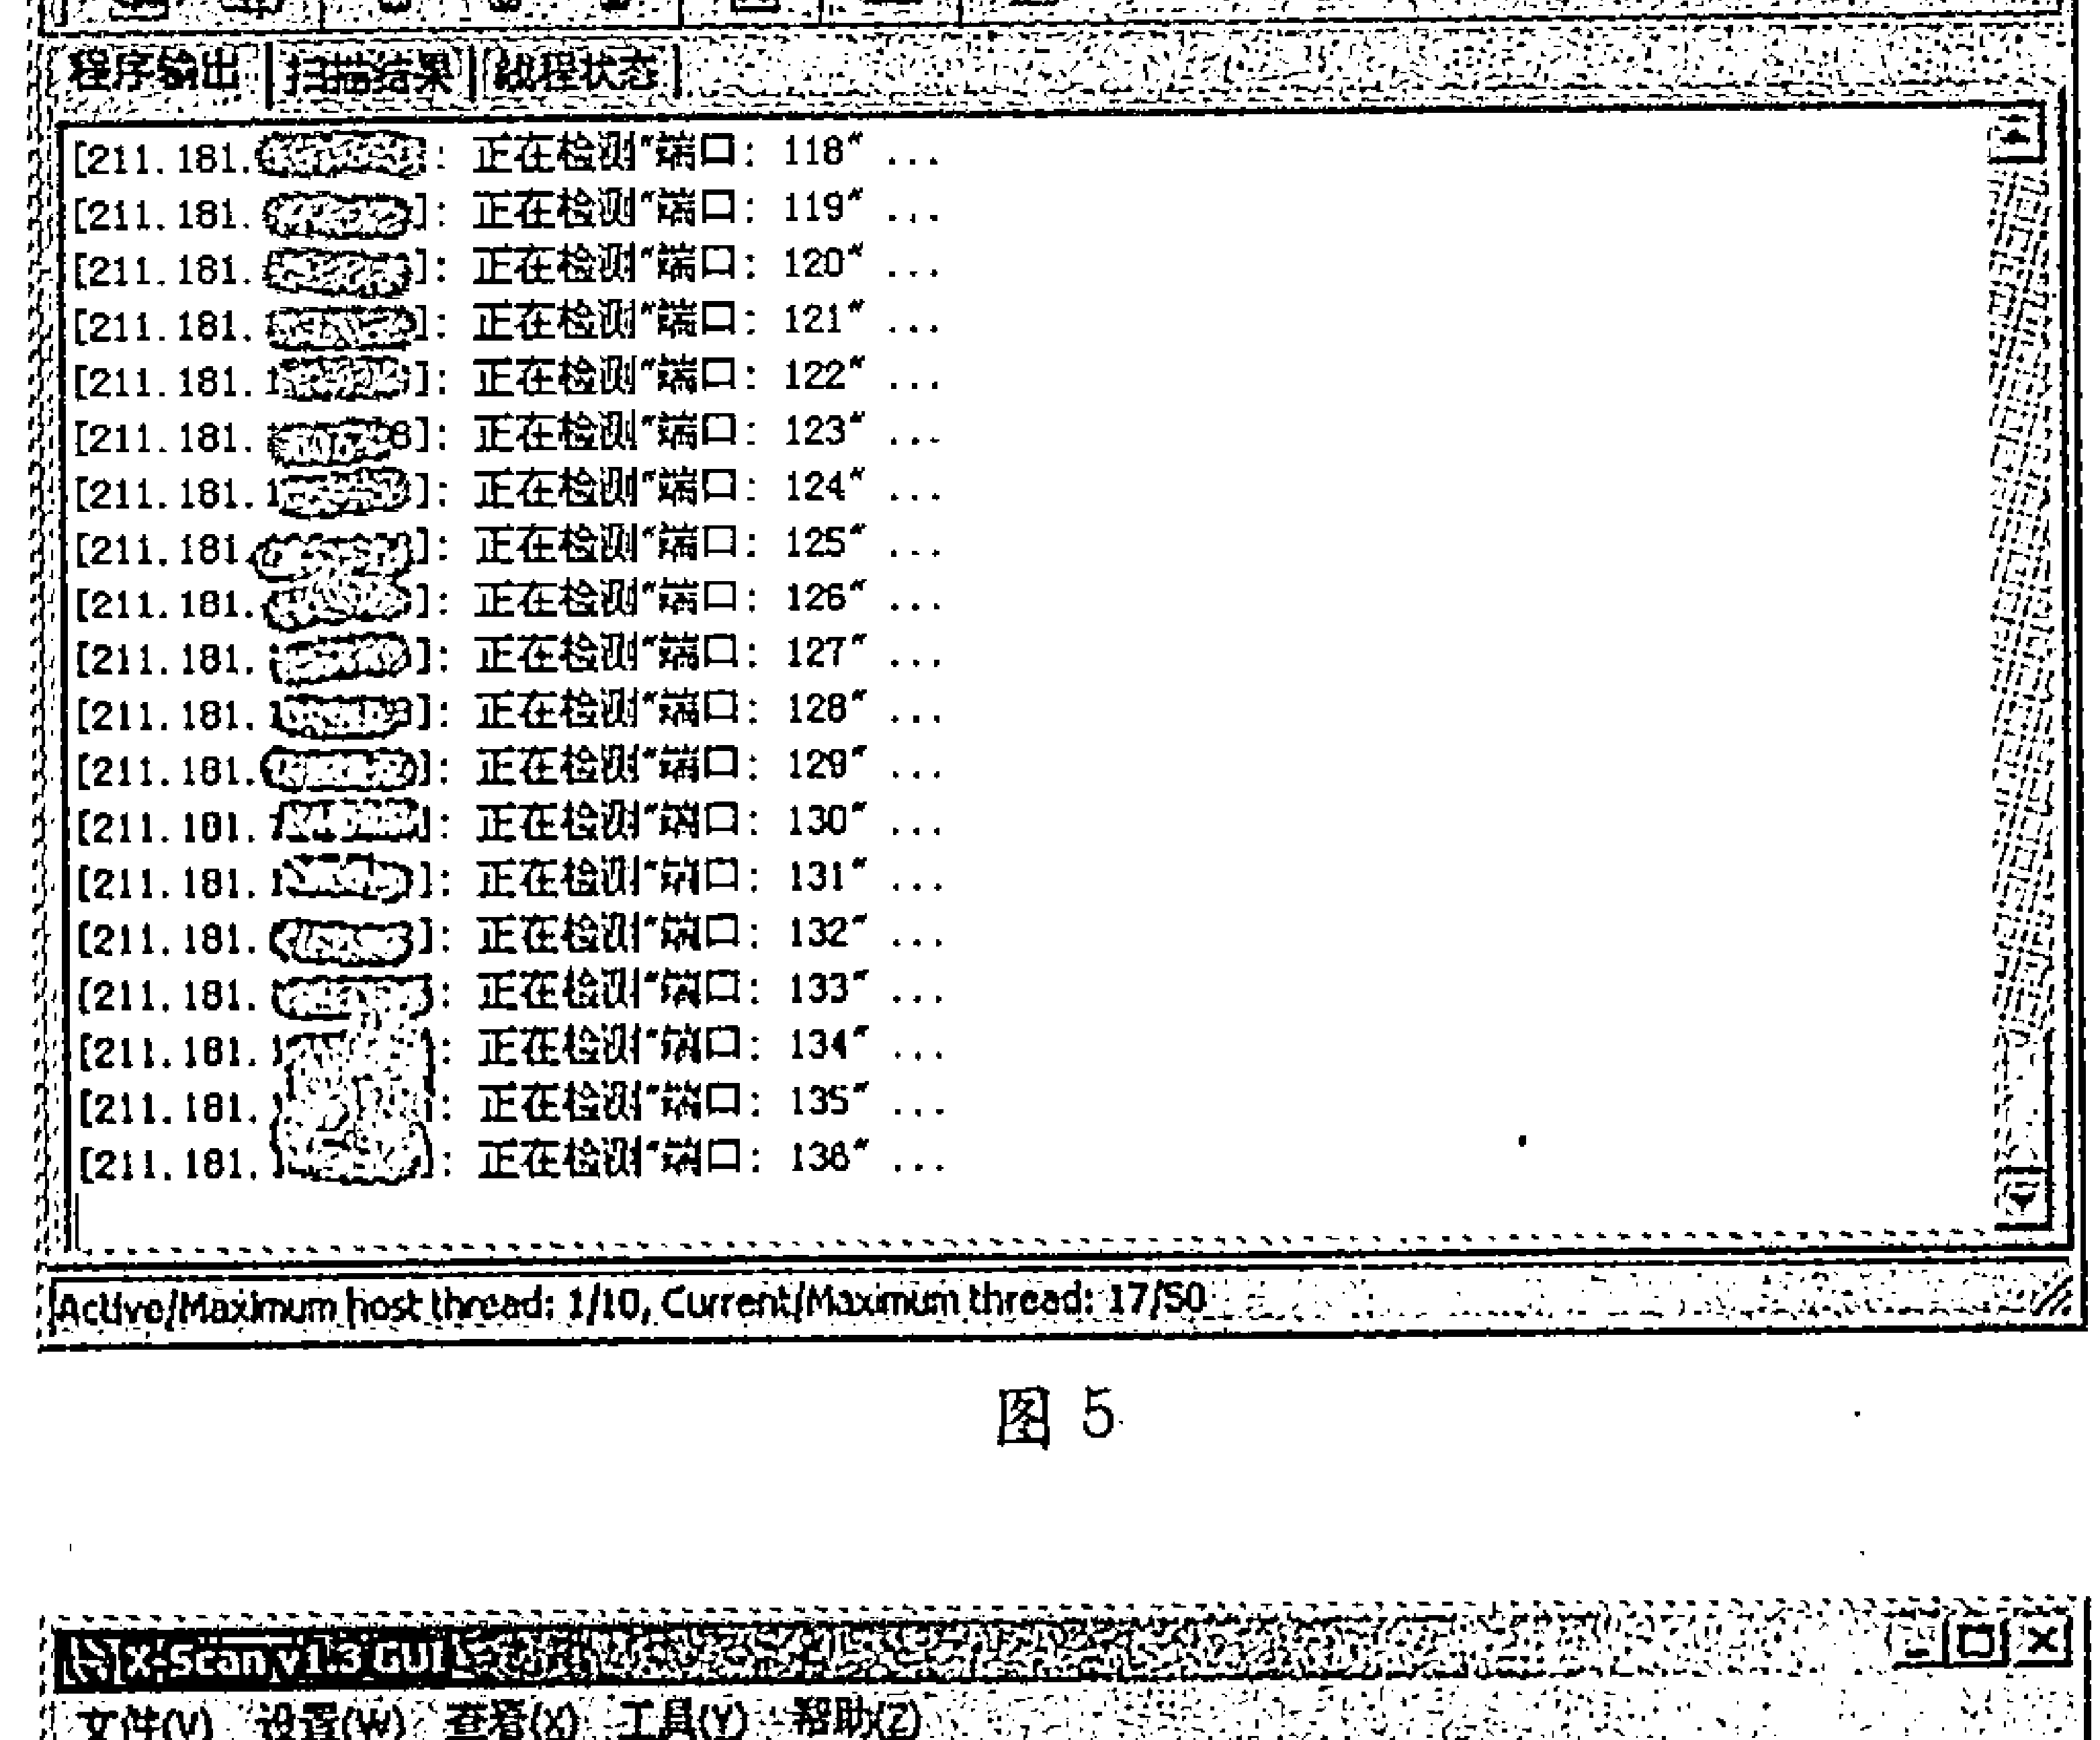 程序输出 扫描结果 线程状态
[211.181. ]: 正在检测"端口: 118" ...
[211.181. ]: 正在检测"端口: 119" ...
[211.181. ]: 正在检测"端口: 120" ...
[211.181. ]: 正在检测"端口: 121" ...
[211.181.1 ]: 正在检测"端口: 122" ...
[211.181. 8]: 正在检测"端口: 123" ...
[211.181.1 ]: 正在检测"端口: 124" ...
[211.181. ]: 正在检测"端口: 125" ...
[211.181. ]: 正在检测"端口: 126" ...
[211.181. ]: 正在检测"端口: 127" ...
[211.181.1 ]: 正在检测"端口: 128" ...
[211.181. ]: 正在检测"端口: 129" ...
[211.181. ]: 正在检测"端口: 130" ...
[211.181.1 ]: 正在检测"端口: 131" ...
[211.181. ]: 正在检测"端口: 132" ...
[211.181. ]: 正在检测"端口: 133" ...
[211.181.1 ]: 正在检测"端口: 134" ...
[211.181.1 ]: 正在检测"端口: 135" ...
[211.181.1 ]: 正在检测"端口: 136" ...
Active/Maximum host thread: 1/10, Current/Maximum thread: 17/50
图 5
X-Scan v1.3 GUI
文件(V) 设置(W) 查看(X) 工具(Y) 帮助(Z)